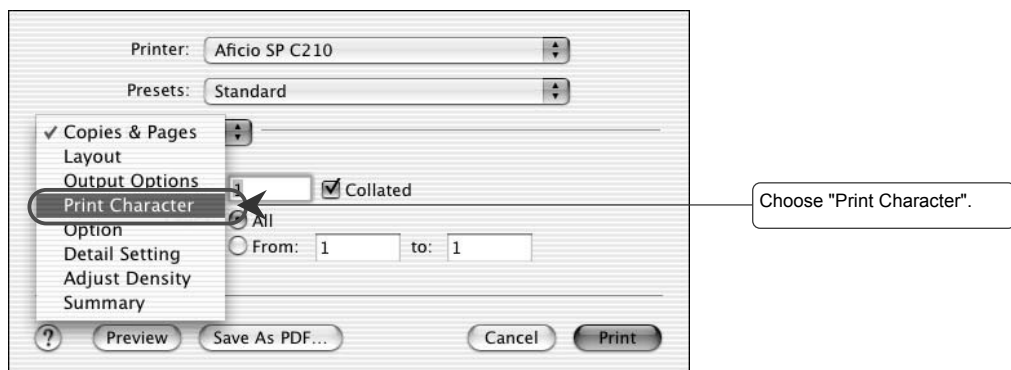 Printer: Aficio SP C210
Presets: Standard
✓ Copies & Pages
Layout
Output Options
1 Collated
Print Character
Choose "Print Character".
All
Option
From: 1 to: 1
Detail Setting
Adjust Density
Summary
? Preview Save As PDF... Cancel Print